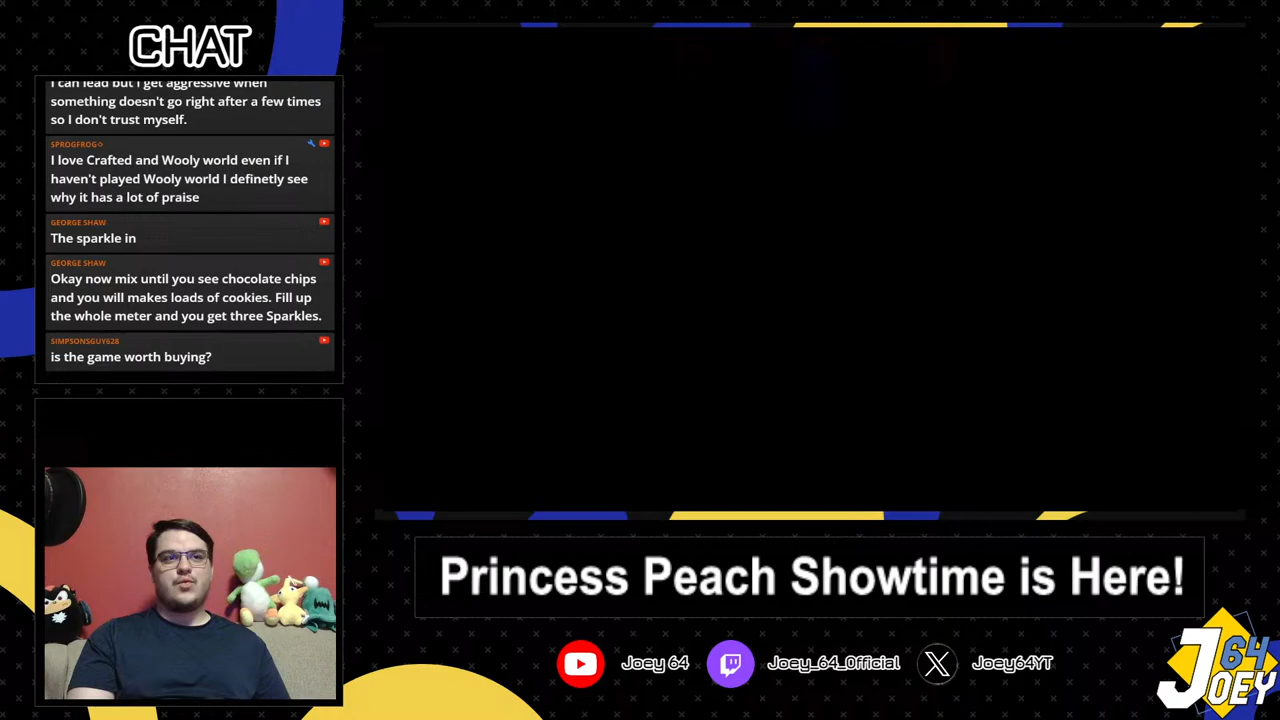 CHAT
I can lead but I get aggressive when
something doesn't go right after a few times
so I don't trust myself.
SPROGFROG
I love Crafted and Wooly world even if I
haven't played Wooly world I definetly see
why it has a lot of praise
GEORGE SHAW
The sparkle in
GEORGE SHAW
Okay now mix until you see chocolate chips
and you will makes loads of cookies. Fill up
the whole meter and you get three Sparkles.
SIMPSONSGUY628
is the game worth buying?
Princess Peach Showtime is Here!
Joey 64
Joey_64_Official
Joey64YT
64
JOEY